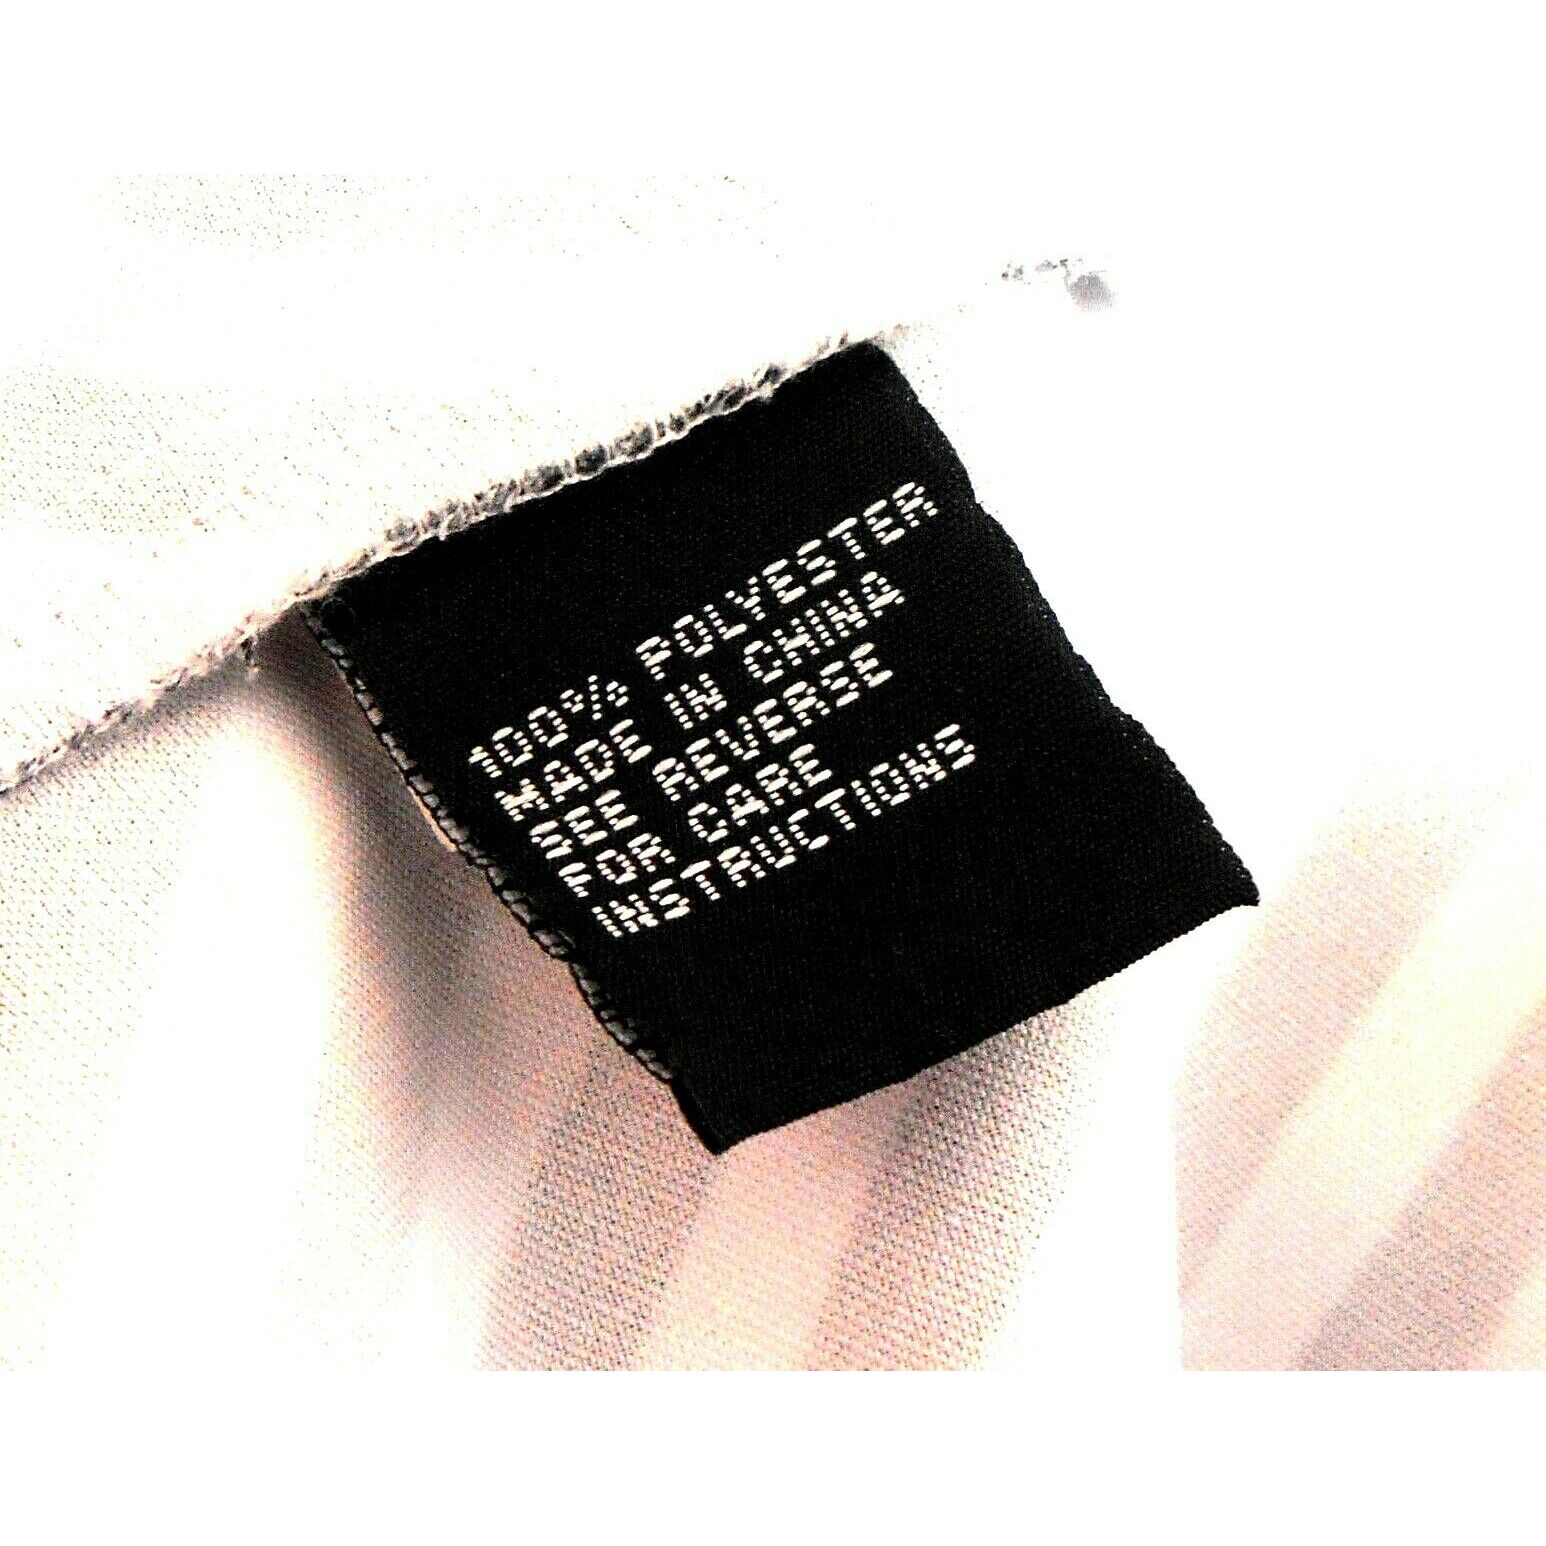 100% POLYESTER
MADE IN CHINA
SEE REVERSE
FOR CARE
INSTRUCTIONS